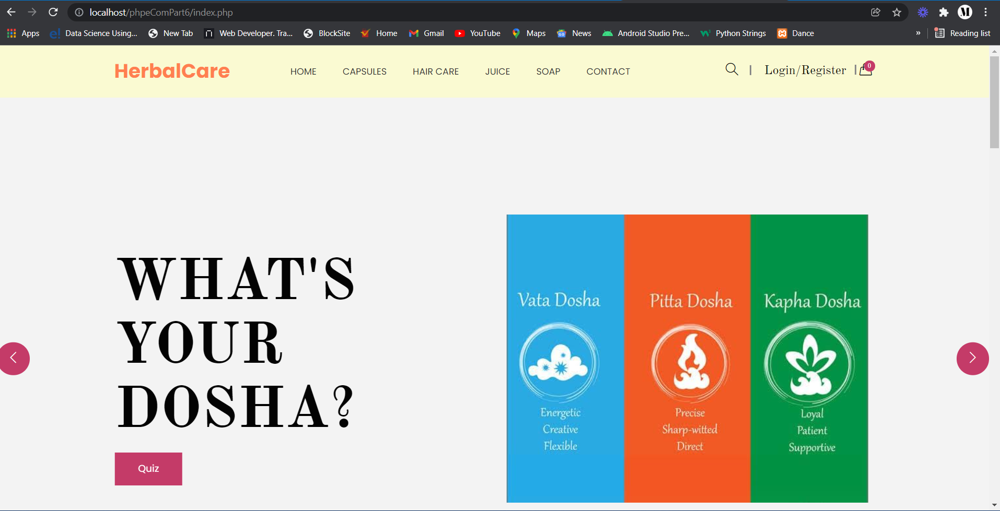 localhost/phpeComPart6/index.php
Apps
Data Science Using...
New Tab
Web Developer. Tra...
BlockSite
Home
Gmail
YouTube
Maps
News
Android Studio Pre...
Python Strings
Dance
»
Reading list
HerbalCare
HOME
CAPSULES
HAIR CARE
JUICE
SOAP
CONTACT
|
Login/Register
|
0
WHAT'S
YOUR
DOSHA?
Quiz
Vata Dosha
Energetic
Creative
Flexible
Pitta Dosha
Precise
Sharp-witted
Direct
Kapha Dosha
Loyal
Patient
Supportive